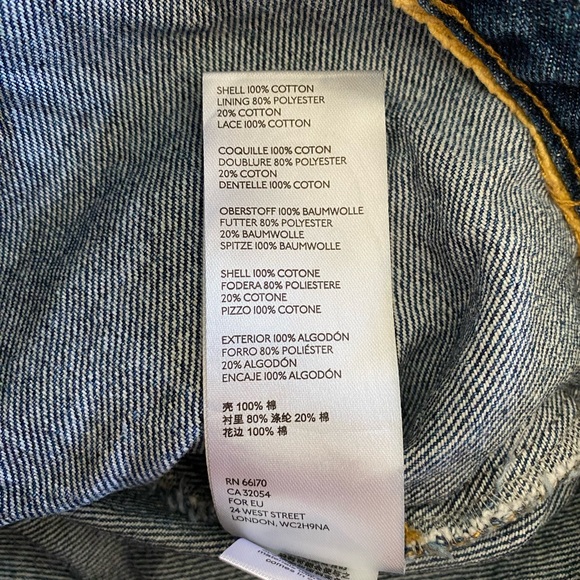 SHELL 100% COTTON
LINING 80% POLYESTER
20% COTTON
LACE 100% COTTON
COQUILLE 100% COTON
DOUBLURE 80% POLYESTER
20% COTON
DENTELLE 100% COTON
OBERSTOFF 100% BAUMWOLLE
FUTTER 80% POLYESTER
20% BAUMWOLLE
SPITZE 100% BAUMWOLLE
SHELL 100% COTONE
FODERA 80% POLIESTERE
20% COTONE
PIZZO 100% COTONE
EXTERIOR 100% ALGODÓN
FORRO 80% POLIÉSTER
20% ALGODÓN
ENCAJE 100% ALGODÓN
壳 100% 棉
衬里 80% 涤纶 20% 棉
花边 100% 棉
RN 66170
CA 32054
FOR EU
24 WEST STREET
LONDON, WC2H9NA
comes in